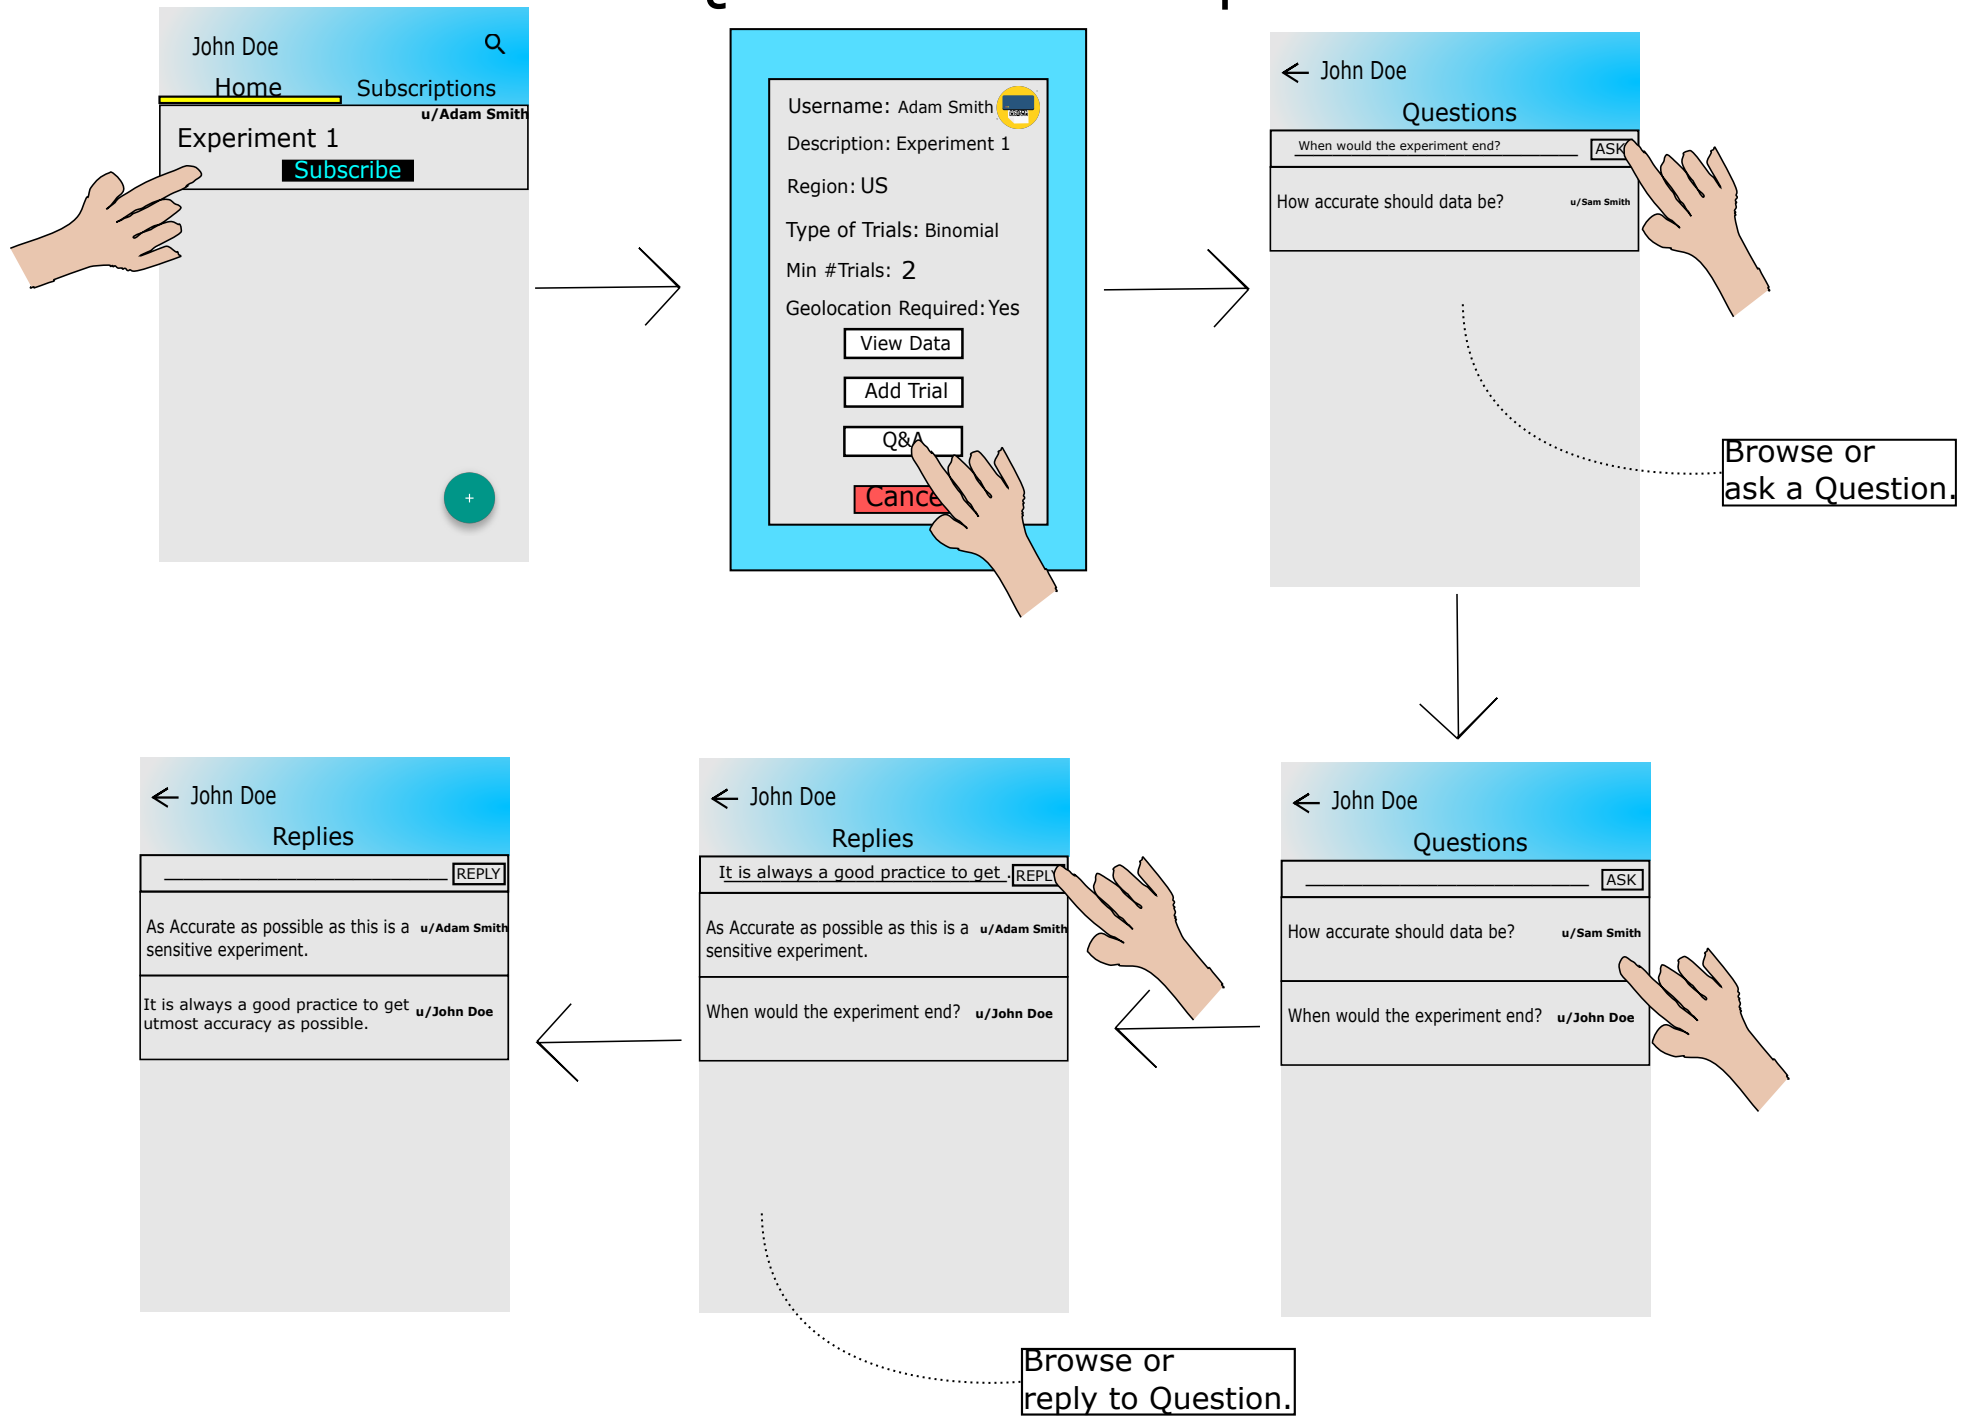 John Doe
Home
Subscriptions
u/Adam Smith
Experiment 1
Subscribe
+
Username: Adam Smith
Description: Experiment 1
Region: US
Type of Trials: Binomial
Min #Trials: 2
Geolocation Required: Yes
View Data
Add Trial
Q&A
John Doe
Questions
When would the experiment end?
ASK
How accurate should data be?
u/Sam Smith
Browse or
ask a Question.
John Doe
Questions
ASK
How accurate should data be?
u/Sam Smith
When would the experiment end?
u/John Doe
John Doe
Replies
It is always a good practice to get .
REPLY
As Accurate as possible as this is a
u/Adam Smith
sensitive experiment.
When would the experiment end?
u/John Doe
Browse or
reply to Question.
John Doe
Replies
REPLY
As Accurate as possible as this is a
u/Adam Smith
sensitive experiment.
It is always a good practice to get
u/John Doe
utmost accuracy as possible.